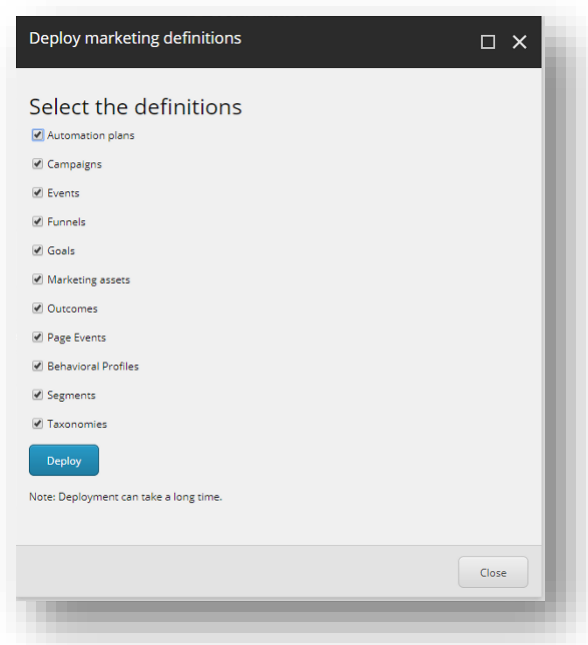 Deploy marketing definitions
Select the definitions
Automation plans
Campaigns
Events
Funnels
Goals
Marketing assets
Outcomes
Page Events
Behavioral Profiles
Segments
Taxonomies
Deploy
Note: Deployment can take a long time.
Close